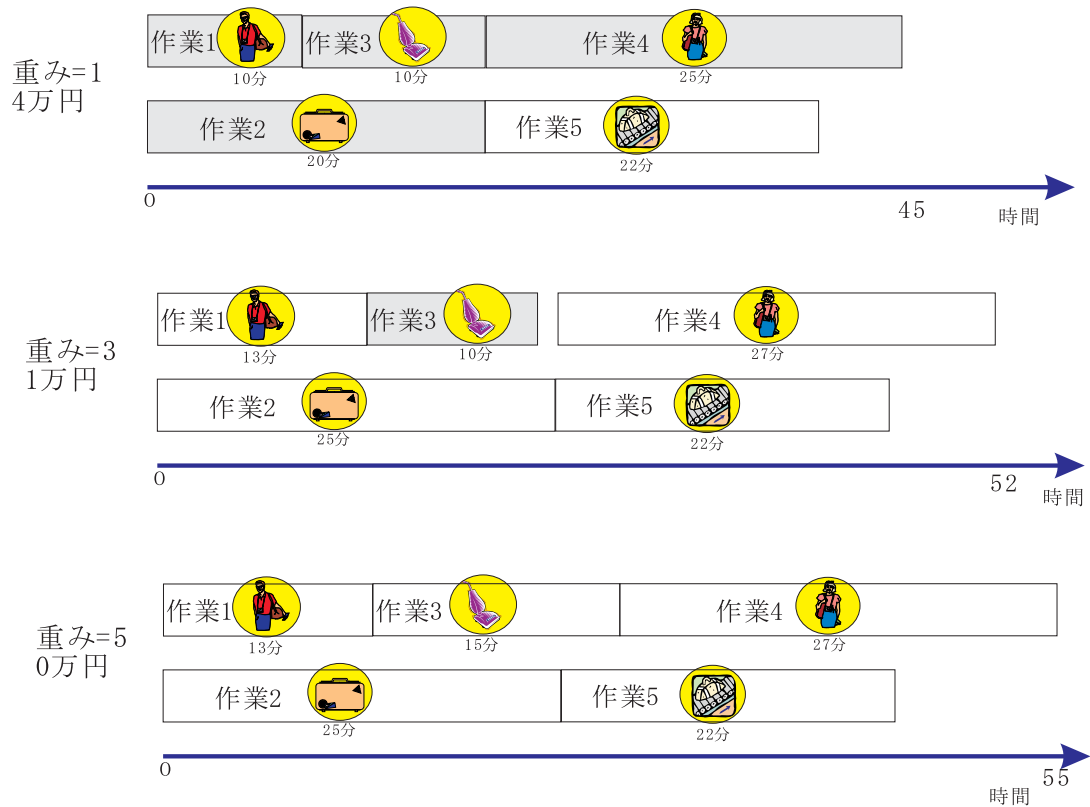 重み=1
4万円
作業1
作業3
作業4
10分
10分
25分
作業2
作業5
20分
22分
0
45
時間
重み=3
1万円
作業1
作業3
作業4
13分
10分
27分
作業2
作業5
25分
22分
0
52
時間
重み=5
0万円
作業1
作業3
作業4
13分
15分
27分
作業2
作業5
25分
22分
0
55
時間